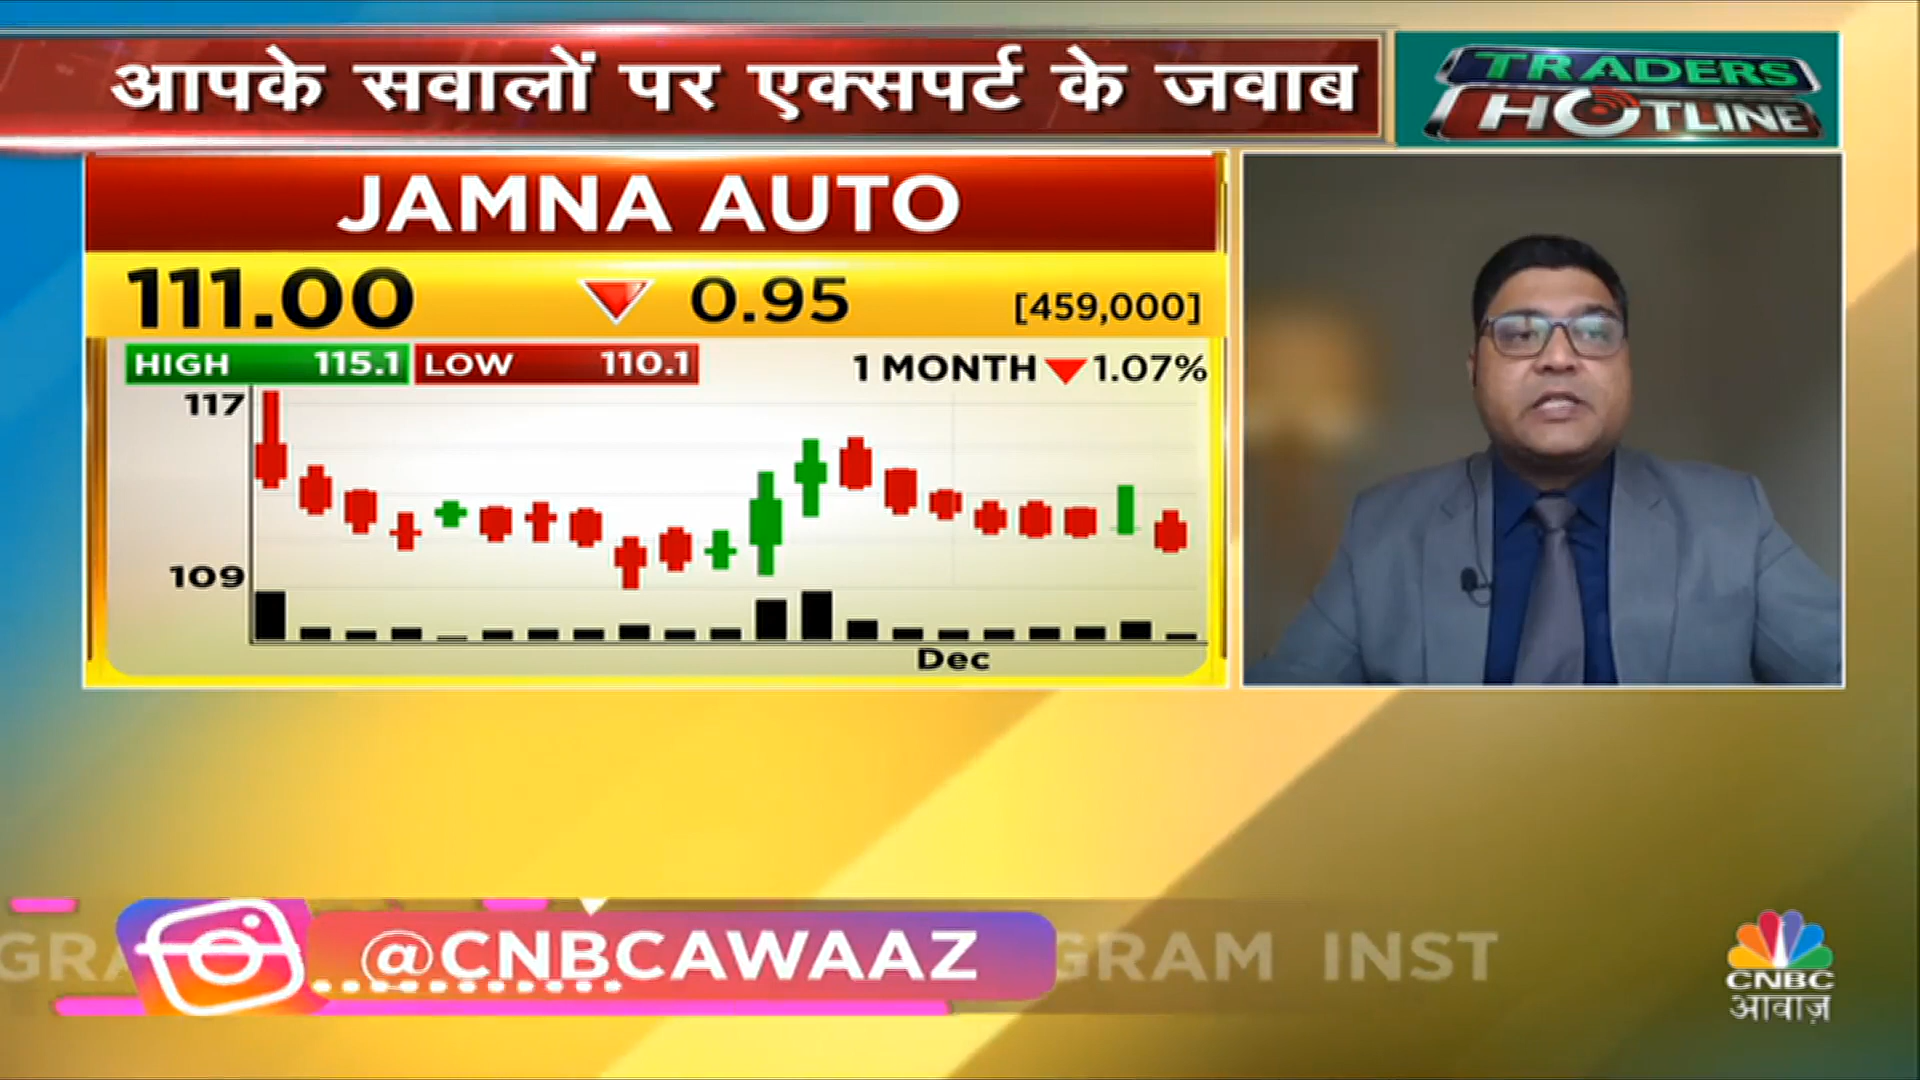 आपके सवालों पर एक्सपर्ट के जवाब
TRADERS
HOTLINE
JAMNA AUTO
111.00 0.95 [459,000]
HIGH 115.1 LOW 110.1 1 MONTH 1.07%
117
109
Dec
GRA @CNBCAWAAZ GRAM INST
CNBC
आवाज़